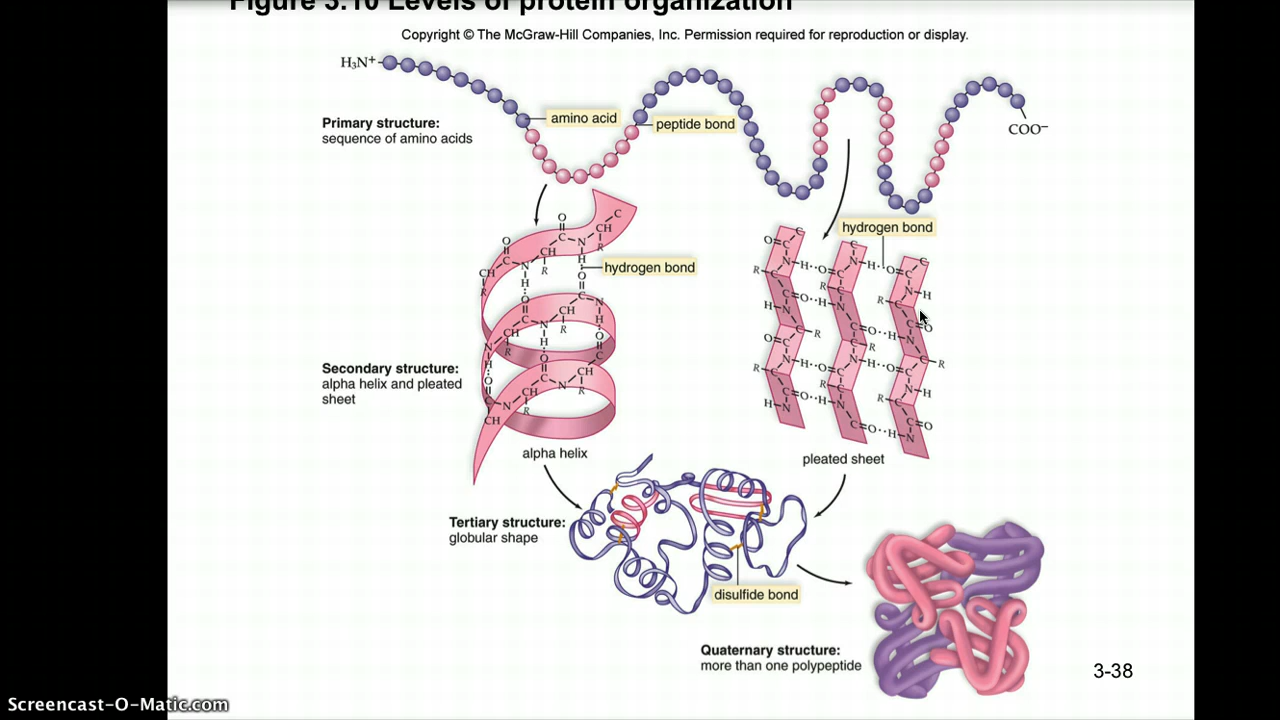 Figure 3.10 Levels of protein organization
Copyright © The McGraw-Hill Companies, Inc. Permission required for reproduction or display.
H₃N⁺
amino acid
peptide bond
COO⁻
Primary structure:
sequence of amino acids
hydrogen bond
hydrogen bond
Secondary structure:
alpha helix and pleated
sheet
alpha helix
pleated sheet
Tertiary structure:
globular shape
disulfide bond
Quaternary structure:
more than one polypeptide
3-38
Screencast-O-Matic.com